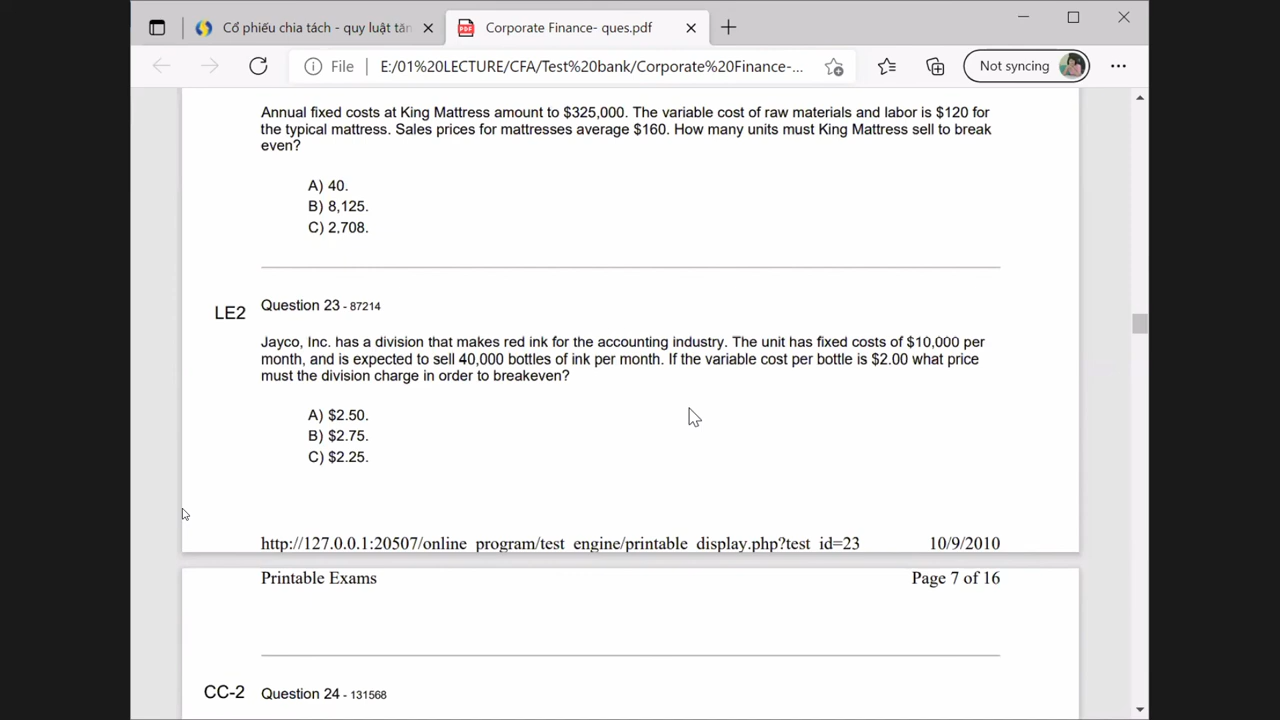 Cổ phiếu chia tách - quy luật tăn
Corporate Finance- ques.pdf
File
E:/01%20LECTURE/CFA/Test%20bank/Corporate%20Finance-...
Not syncing
Annual fixed costs at King Mattress amount to $325,000. The variable cost of raw materials and labor is $120 for
the typical mattress. Sales prices for mattresses average $160. How many units must King Mattress sell to break
even?
A) 40.
B) 8,125.
C) 2,708.
LE2
Question 23 - 87214
Jayco, Inc. has a division that makes red ink for the accounting industry. The unit has fixed costs of $10,000 per
month, and is expected to sell 40,000 bottles of ink per month. If the variable cost per bottle is $2.00 what price
must the division charge in order to breakeven?
A) $2.50.
B) $2.75.
C) $2.25.
http://127.0.0.1:20507/online_program/test_engine/printable_display.php?test_id=23
10/9/2010
Printable Exams
Page 7 of 16
CC-2
Question 24 - 131568